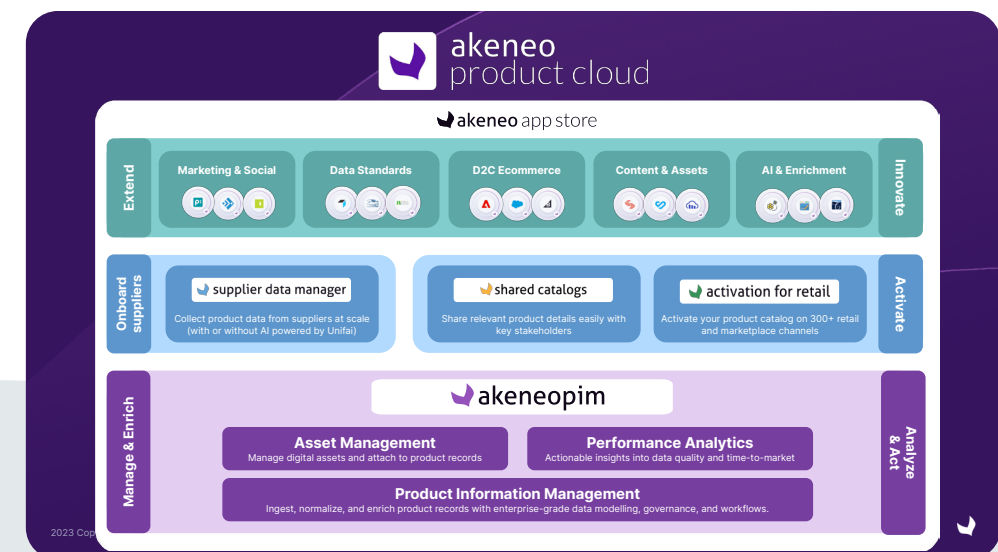 akeneo
product cloud
akeneo app store
Extend
Marketing & Social
Data Standards
D2C Ecommerce
Content & Assets
AI & Enrichment
Innovate
Onboard
suppliers
supplier data manager
Collect product data from suppliers at scale
(with or without AI powered by Unifai)
shared catalogs
Share relevant product details easily with
key stakeholders
activation for retail
Activate your product catalog on 300+ retail
and marketplace channels
Activate
Manage & Enrich
akeneopim
Asset Management
Manage digital assets and attach to product records
Performance Analytics
Actionable insights into data quality and time-to-market
Product Information Management
Ingest, normalize, and enrich product records with enterprise-grade data modelling, governance, and workflows.
Analyze
& Act
2023 Cop